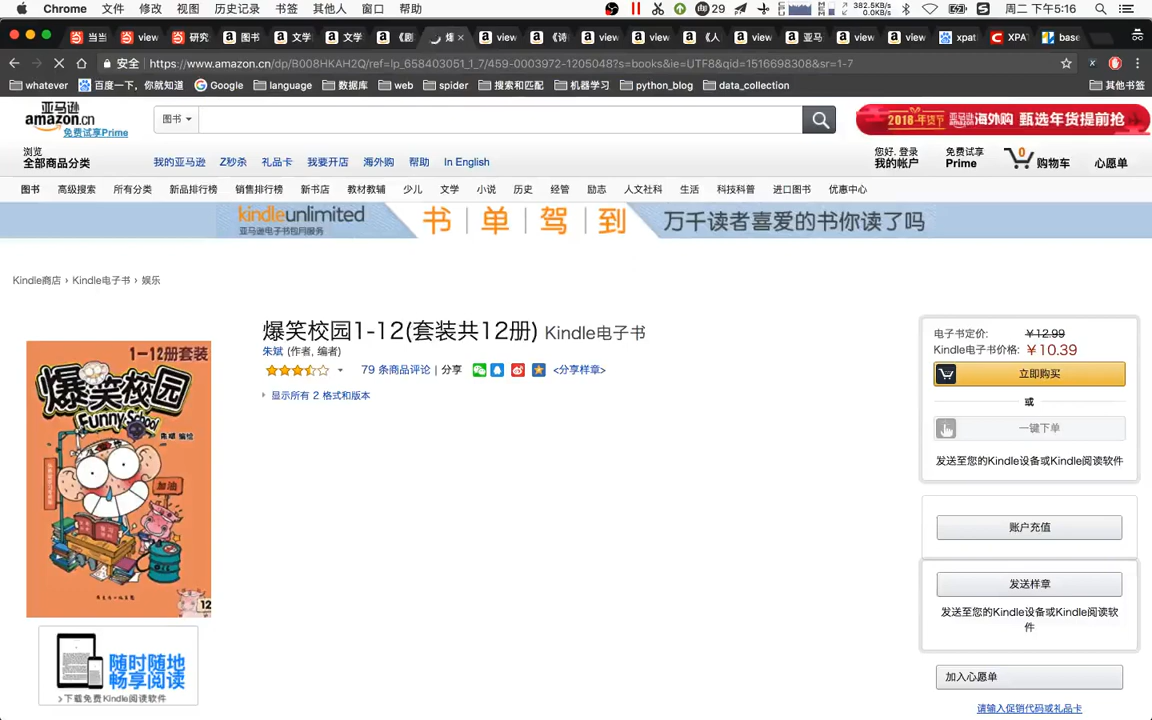 Chrome 文件 修改 视图 历史记录 书签 其他人 窗口 帮助 29 382.5KB/s 0.0KB/s 周二 下午5:16
当当 view 研究 图书 文学 文学 《剧 爆 view 《诗 view view 《人 view 亚马 view view xpat XPA base
安全 https://www.amazon.cn/dp/B008HKAH2Q/ref=lp_658403051_1_7/459-0003972-1205048?s=books&ie=UTF8&qid=1516698308&sr=1-7
whatever 百度一下，你就知道 Google language 数据库 web spider 搜索和匹配 机器学习 python_blog data_collection 其他书签
亚马逊
amazon.cn
免费试享Prime
图书
2018·年货节 亚马逊海外购 甄选年货提前抢
浏览
全部商品分类
我的亚马逊 Z秒杀 礼品卡 我要开店 海外购 帮助 In English
您好. 登录
我的帐户
免费试享
Prime
0
购物车
心愿单
图书 高级搜索 所有分类 新品排行榜 销售排行榜 新书店 教材教辅 少儿 文学 小说 历史 经管 励志 人文社科 生活 科技科普 进口图书 优惠中心
kindleunlimited
亚马逊电子书包月服务
书 单 驾 到
万千读者喜爱的书你读了吗
Kindle商店 › Kindle电子书 › 娱乐
爆笑校园1-12(套装共12册) Kindle电子书
朱斌 (作者, 编者)
79 条商品评论 | 分享 <分享样章>
显示所有 2 格式和版本
1-12册套装
爆笑校园
Funny School
朱斌 编绘
加油
12
随时随地
畅享阅读
>下载免费Kindle阅读软件
电子书定价: ￥12.99
Kindle电子书价格: ￥10.39
立即购买
或
一键下单
发送至您的Kindle设备或Kindle阅读软件
账户充值
发送样章
发送至您的Kindle设备或Kindle阅读软
件
加入心愿单
请输入促销代码或礼品卡